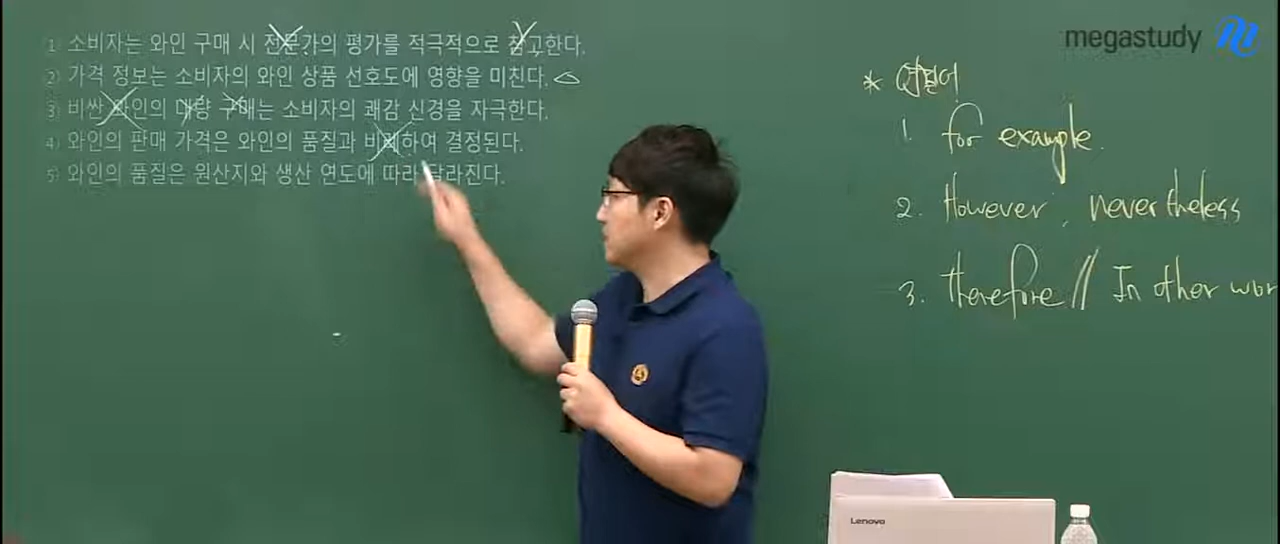 1) 소비자는 와인 구매 시 전문가의 평가를 적극적으로 참고한다.
2) 가격 정보는 소비자의 와인 상품 선호도에 영향을 미친다.
3) 비싼 와인의 대량 구매는 소비자의 쾌감 신경을 자극한다.
4) 와인의 판매 가격은 와인의 품질과 비례하여 결정된다.
5) 와인의 품질은 원산지와 생산 연도에 따라 달라진다.
megastudy
* 연결어
1. for example.
2. However, nevertheless
3. therefore // In other wor
Lenovo